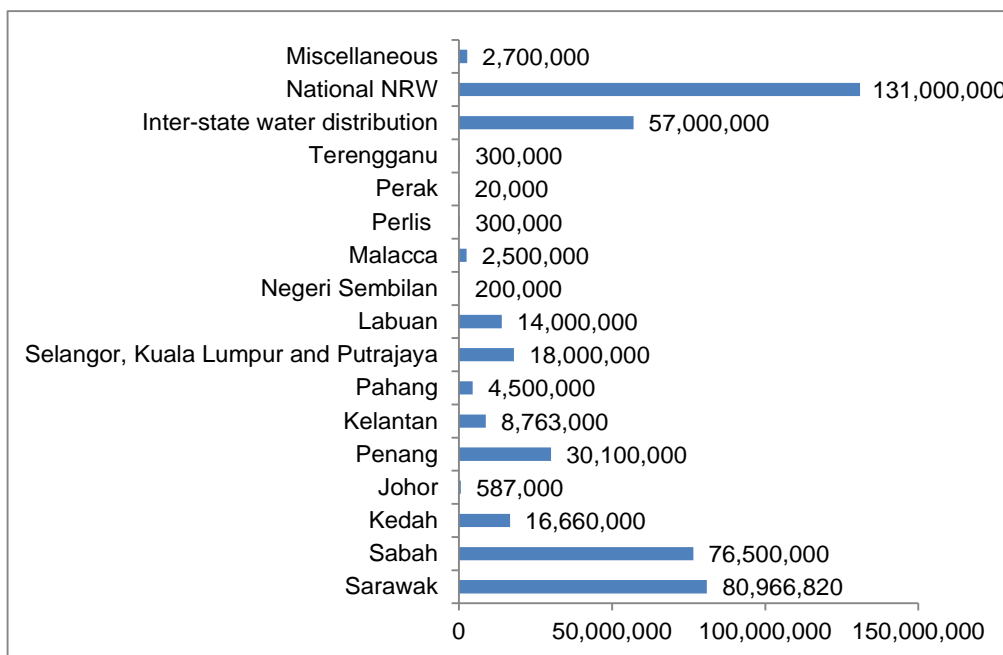 Miscellaneous 2,700,000
National NRW 131,000,000
Inter-state water distribution 57,000,000
Terengganu 300,000
Perak 20,000
Perlis 300,000
Malacca 2,500,000
Negeri Sembilan 200,000
Labuan 14,000,000
Selangor, Kuala Lumpur and Putrajaya 18,000,000
Pahang 4,500,000
Kelantan 8,763,000
Penang 30,100,000
Johor 587,000
Kedah 16,660,000
Sabah 76,500,000
Sarawak 80,966,820
0 50,000,000 100,000,000 150,000,000